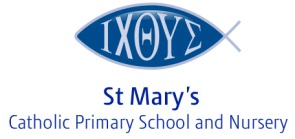 ΙΧΘΥΣ
St Mary's
Catholic Primary School and Nursery